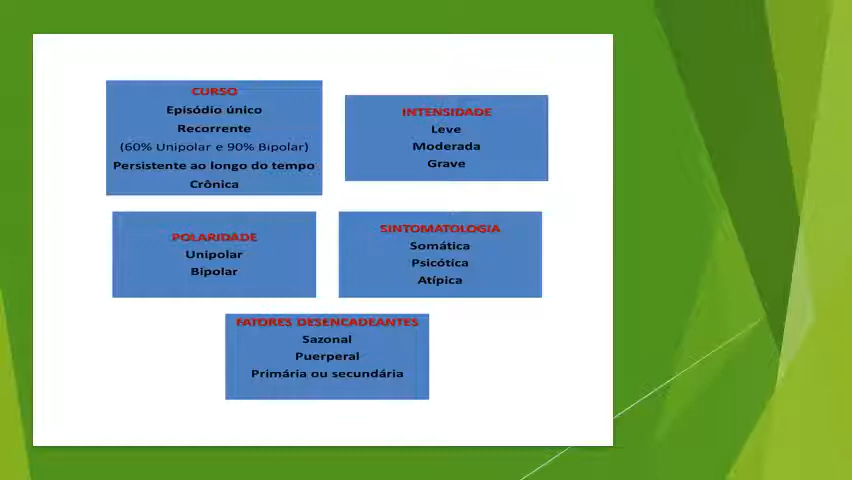 CURSO
Episódio único
Recorrente
(60% Unipolar e 90% Bipolar)
Persistente ao longo do tempo
Crônica
INTENSIDADE
Leve
Moderada
Grave
POLARIDADE
Unipolar
Bipolar
SINTOMATOLOGIA
Somática
Psicótica
Atípica
FATORES DESENCADEANTES
Sazonal
Puerperal
Primária ou secundária